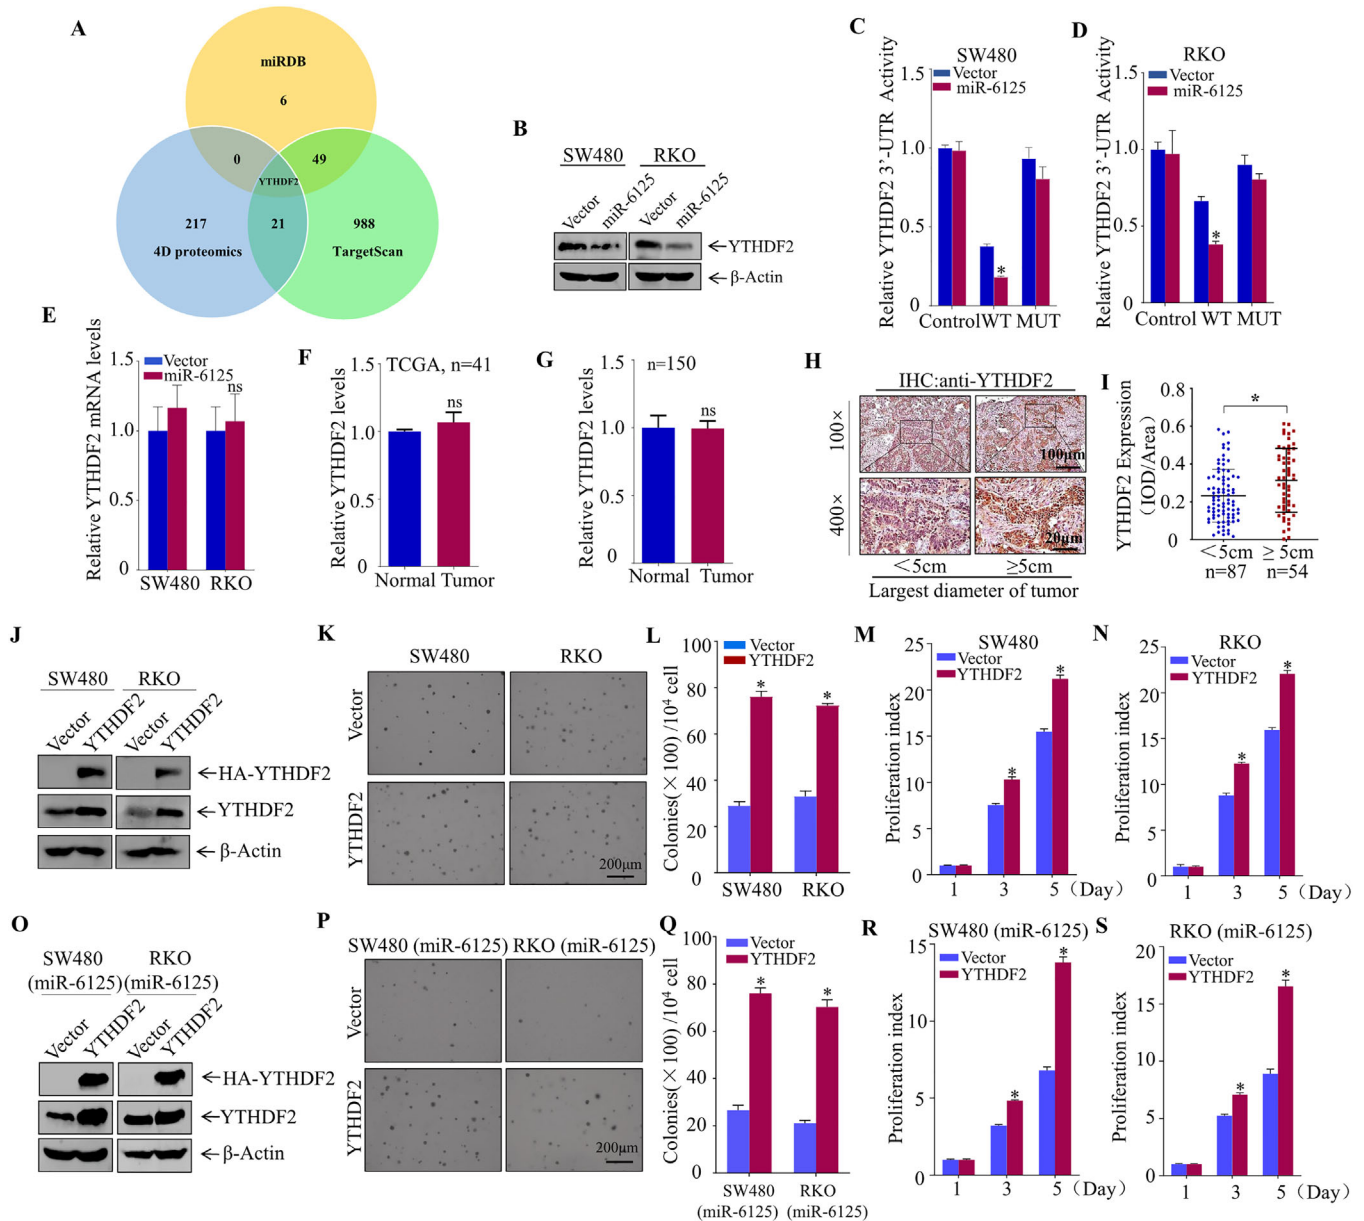 A
miRDB
6
0
49
YTHDF2
217
21
988
4D proteomics
TargetScan
B
SW480 RKO
Vector miR-6125 Vector miR-6125
←YTHDF2
←β-Actin
C
SW480
Vector
miR-6125
Relative YTHDF2 3'-UTR Activity
1.5
1.0
0.5
0
*
Control WT MUT
D
RKO
Vector
miR-6125
Relative YTHDF2 3'-UTR Activity
1.5
1.0
0.5
0
*
Control WT MUT
E
Relative YTHDF2 mRNA levels
Vector
miR-6125
ns
1.5
1.0
0.5
0
SW480 RKO
F
Relative YTHDF2 levels
TCGA, n=41
ns
1.5
1.0
0.5
0
Normal Tumor
G
Relative YTHDF2 levels
n=150
ns
1.5
1.0
0.5
0
Normal Tumor
H
IHC:anti-YTHDF2
100×
100μm
400×
20μm
<5cm ≥5cm
Largest diameter of tumor
I
YTHDF2 Expression
(IOD/Area)
*
0.8
0.6
0.4
0.2
0
<5cm ≥5cm
n=87 n=54
J
SW480 RKO
Vector YTHDF2 Vector YTHDF2
←HA-YTHDF2
←YTHDF2
←β-Actin
K
SW480 RKO
Vector
YTHDF2
200μm
L
Colonies(×100) /10⁴ cell
Vector
YTHDF2
* *
100
80
60
40
20
0
SW480 RKO
M
SW480
Vector
YTHDF2
Proliferation index
* *
25
20
15
10
5
0
1 3 5 (Day)
N
RKO
Vector
YTHDF2
Proliferation index
* *
25
20
15
10
5
0
1 3 5 (Day)
O
SW480 RKO
(miR-6125) (miR-6125)
Vector YTHDF2 Vector YTHDF2
←HA-YTHDF2
←YTHDF2
←β-Actin
P
SW480 (miR-6125) RKO (miR-6125)
Vector
YTHDF2
200μm
Q
Colonies(×100) /10⁴ cell
Vector
YTHDF2
* *
100
80
60
40
20
0
SW480 RKO
(miR-6125) (miR-6125)
R
SW480 (miR-6125)
Vector
YTHDF2
Proliferation index
* *
15
10
5
0
1 3 5 (Day)
S
RKO (miR-6125)
Vector
YTHDF2
Proliferation index
* *
20
15
10
5
0
1 3 5 (Day)